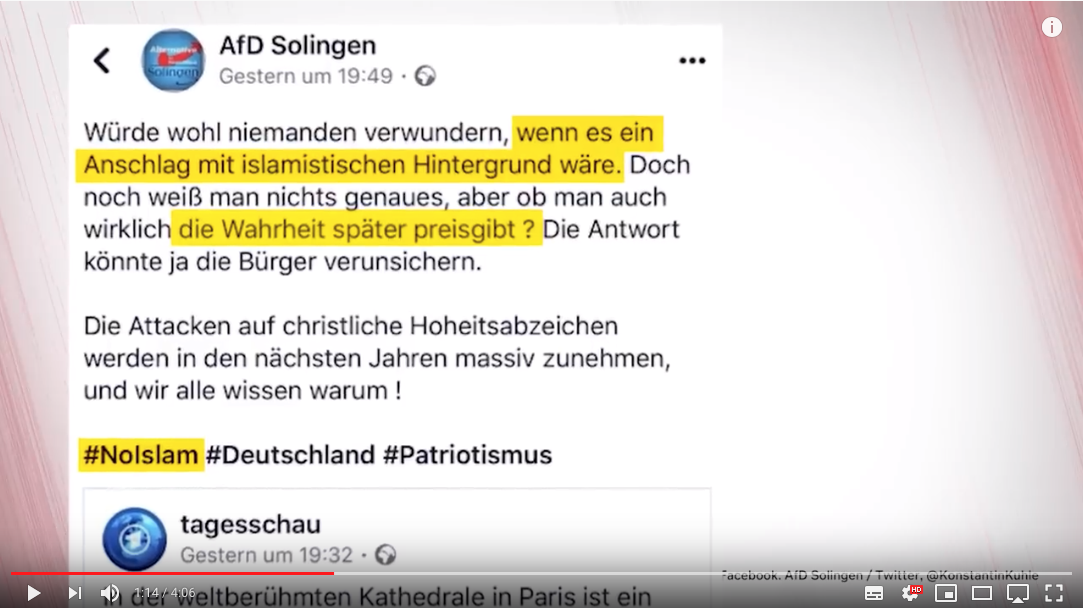 AfD Solingen
Gestern um 19:49 ·
Alternative
Solingen
Würde wohl niemanden verwundern, wenn es ein
Anschlag mit islamistischen Hintergrund wäre. Doch
noch weiß man nichts genaues, aber ob man auch
wirklich die Wahrheit später preisgibt ? Die Antwort
könnte ja die Bürger verunsichern.
Die Attacken auf christliche Hoheitsabzeichen
werden in den nächsten Jahren massiv zunehmen,
und wir alle wissen warum !
#NoIslam #Deutschland #Patriotismus
tagesschau
Gestern um 19:32 ·
Facebook. AfD Solingen / Twitter, @KonstantinKuhle
1:14 / 4:06
HD
In der weltberühmten Kathedrale in Paris ist ein